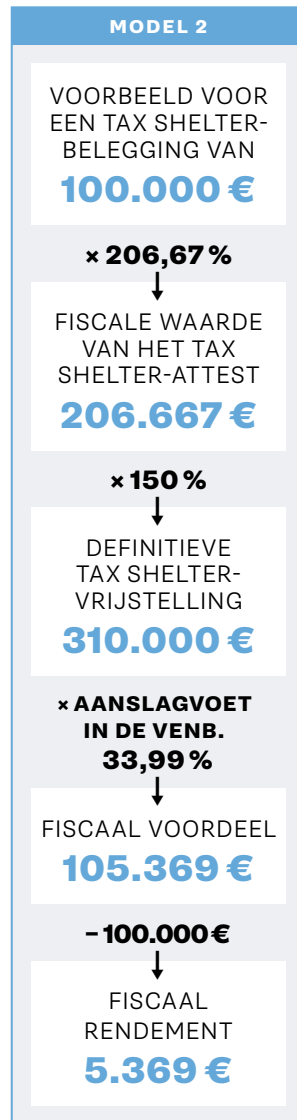 MODEL 2
VOORBEELD VOOR
EEN TAX SHELTER-
BELEGGING VAN
100.000 €
× 206,67 %
FISCALE WAARDE
VAN HET TAX
SHELTER-ATTEST
206.667 €
× 150 %
DEFINITIEVE
TAX SHELTER-
VRIJSTELLING
310.000 €
× AANSLAGVOET
IN DE VENB.
33,99 %
FISCAAL VOORDEEL
105.369 €
– 100.000 €
FISCAAL
RENDEMENT
5.369 €